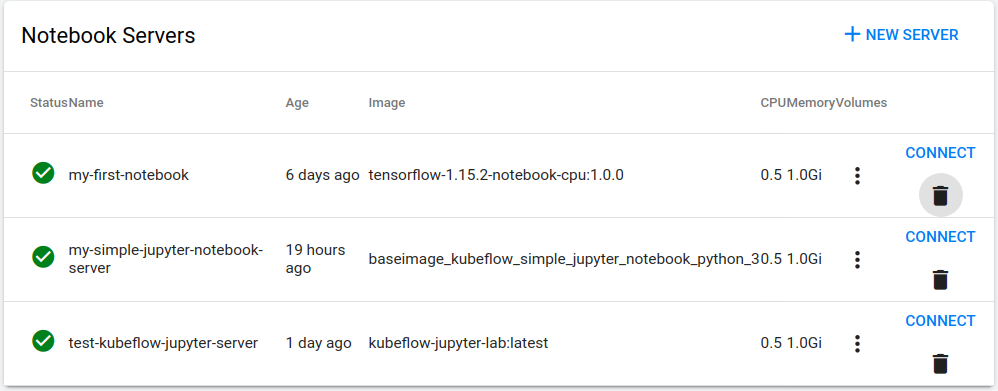 Notebook Servers
+ NEW SERVER
Status Name Age Image CPU Memory Volumes
CONNECT
my-first-notebook 6 days ago tensorflow-1.15.2-notebook-cpu:1.0.0 0.5 1.0Gi
CONNECT
my-simple-jupyter-notebook-
server
19 hours
ago
baseimage_kubeflow_simple_jupyter_notebook_python_3 0.5 1.0Gi
CONNECT
test-kubeflow-jupyter-server 1 day ago kubeflow-jupyter-lab:latest 0.5 1.0Gi